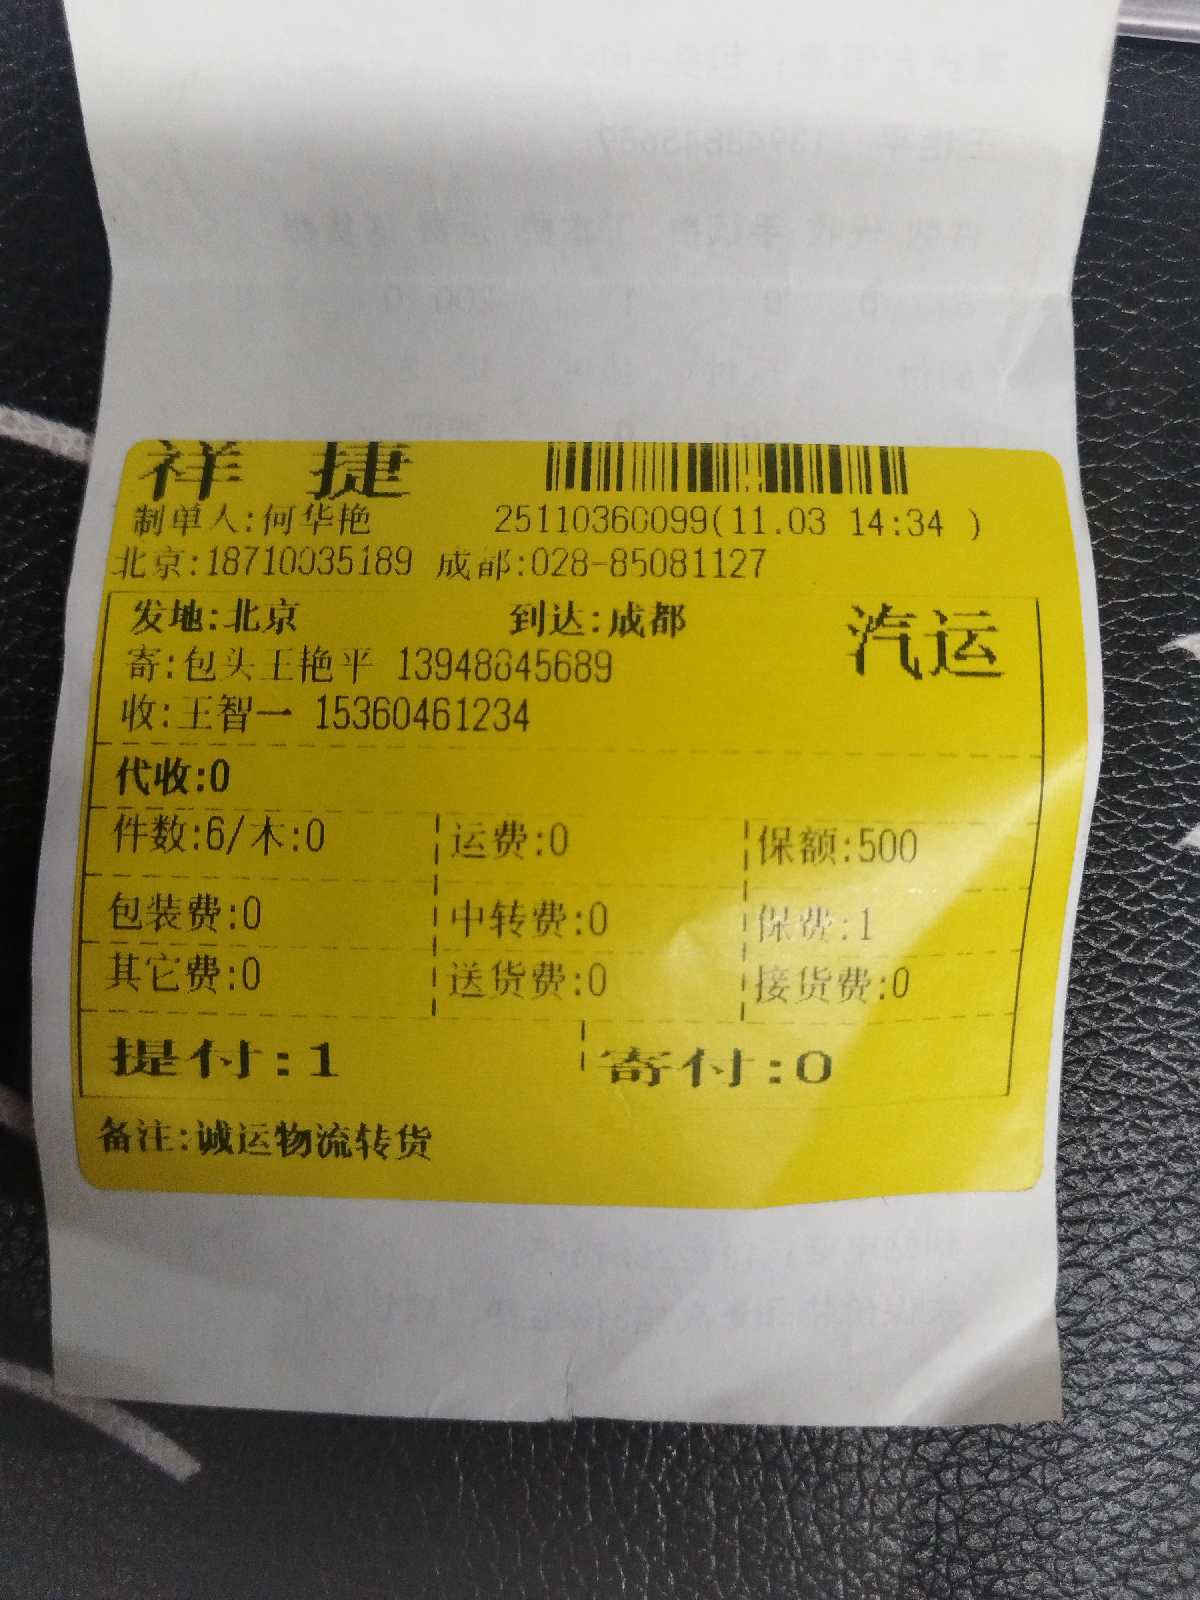 祥 捷
制单人:何华艳 25110360099(11.03 14:34 )
北京:18710035189 成都:028-85081127
发地:北京 到达:成都 汽运
寄:包头王艳平 13948645689
收:王智一 15360461234
代收:0
件数:6/木:0 运费:0 保额:500
包装费:0 中转费:0 保费:1
其它费:0 送货费:0 接货费:0
提付:1 寄付:0
备注:诚运物流转货